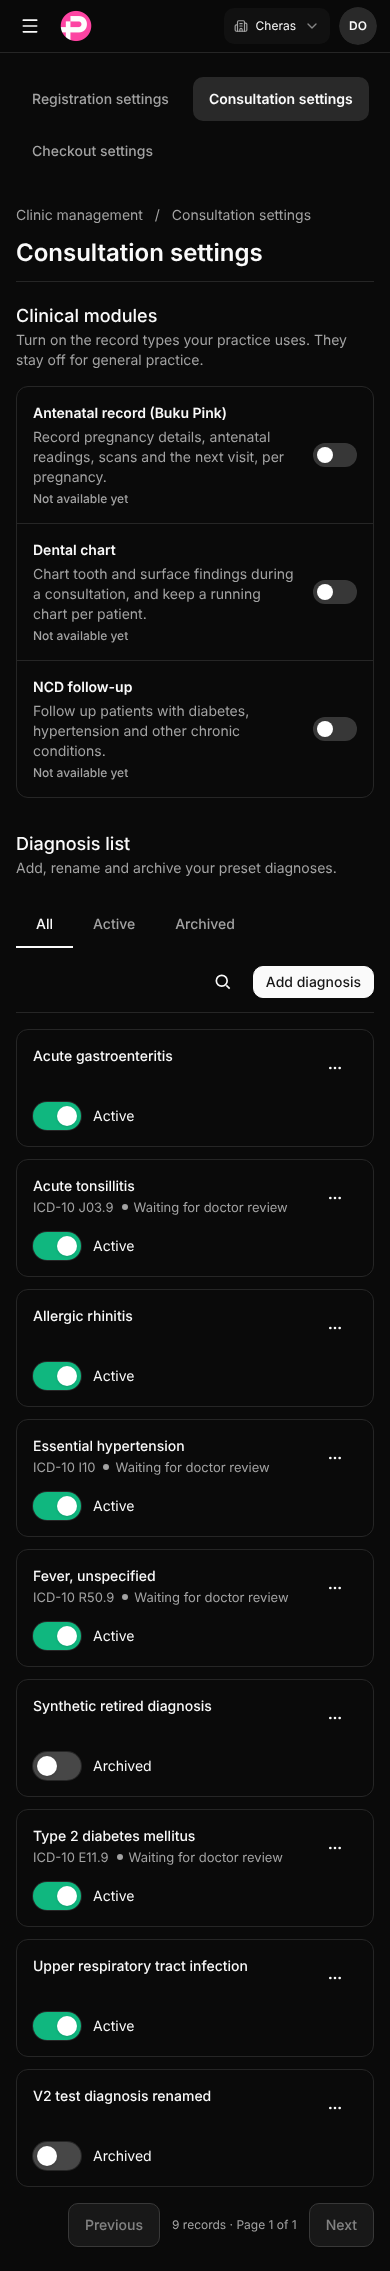 Cheras
DO
Registration settings
Consultation settings
Checkout settings
Clinic management / Consultation settings
Consultation settings
Clinical modules
Turn on the record types your practice uses. They
stay off for general practice.
Antenatal record (Buku Pink)
Record pregnancy details, antenatal
readings, scans and the next visit, per
pregnancy.
Not available yet
Dental chart
Chart tooth and surface findings during
a consultation, and keep a running
chart per patient.
Not available yet
NCD follow-up
Follow up patients with diabetes,
hypertension and other chronic
conditions.
Not available yet
Diagnosis list
Add, rename and archive your preset diagnoses.
All
Active
Archived
Add diagnosis
Acute gastroenteritis
Active
Acute tonsillitis
ICD-10 J03.9 • Waiting for doctor review
Active
Allergic rhinitis
Active
Essential hypertension
ICD-10 I10 • Waiting for doctor review
Active
Fever, unspecified
ICD-10 R50.9 • Waiting for doctor review
Active
Synthetic retired diagnosis
Archived
Type 2 diabetes mellitus
ICD-10 E11.9 • Waiting for doctor review
Active
Upper respiratory tract infection
Active
V2 test diagnosis renamed
Archived
Previous
9 records · Page 1 of 1
Next